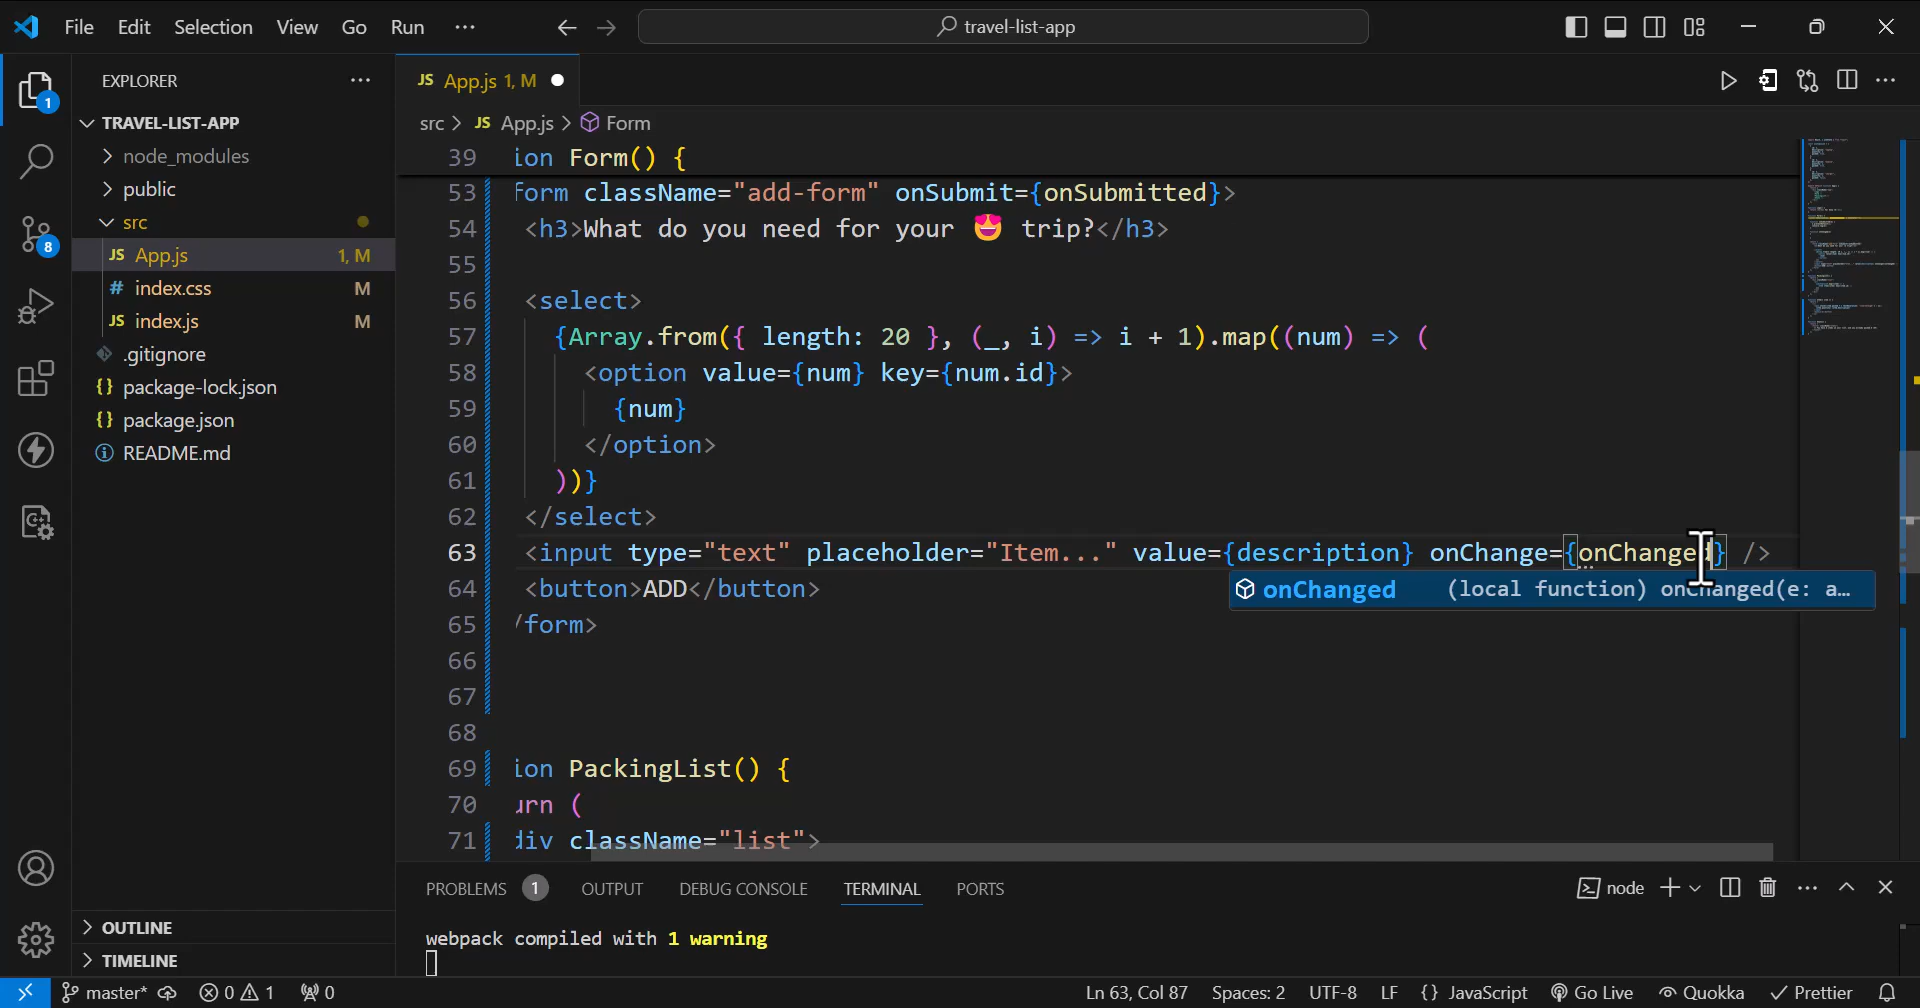 File Edit Selection View Go Run ··· travel-list-app
EXPLORER ···
TRAVEL-LIST-APP
node_modules
public
src
JS App.js 1, M
# index.css M
JS index.js M
.gitignore
{} package-lock.json
{} package.json
README.md
OUTLINE
TIMELINE
1
8
JS App.js 1, M
src > JS App.js > Form
39 ion Form() {
53 form className="add-form" onSubmit={onSubmitted}>
54 <h3>What do you need for your 😍 trip?</h3>
55
56 <select>
57 {Array.from({ length: 20 }, (_, i) => i + 1).map((num) => (
58 <option value={num} key={num.id}>
59 {num}
60 </option>
61 ))}
62 </select>
63 <input type="text" placeholder="Item..." value={description} onChange={onChanged} />
64 <button>ADD</button>
65 /form>
66
67
68
69 ion PackingList() {
70 urn (
71 div className="list">
onChanged (local function) onChanged(e: a…
PROBLEMS 1 OUTPUT DEBUG CONSOLE TERMINAL PORTS node
webpack compiled with 1 warning
master* 0 1 0 Ln 63, Col 87 Spaces: 2 UTF-8 LF {} JavaScript Go Live Quokka Prettier